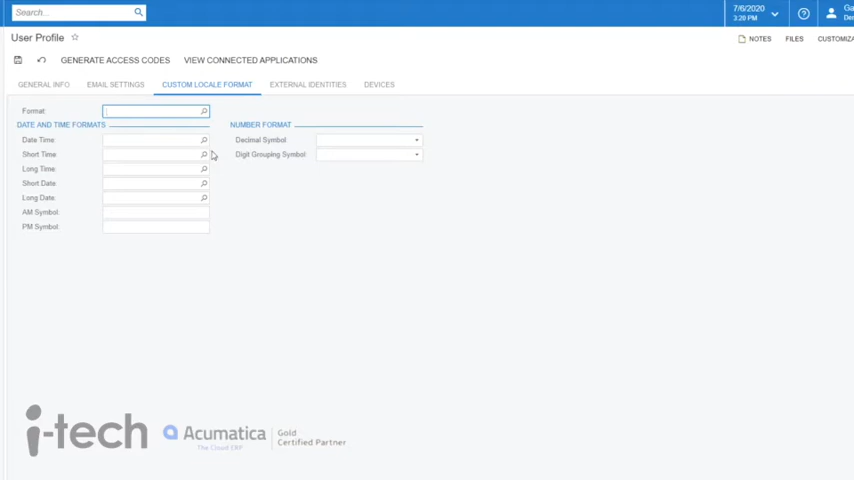 Search...
7/6/2020
3:20 PM
User Profile
NOTES FILES
GENERATE ACCESS CODES VIEW CONNECTED APPLICATIONS
GENERAL INFO EMAIL SETTINGS CUSTOM LOCALE FORMAT EXTERNAL IDENTITIES DEVICES
Format:
DATE AND TIME FORMATS NUMBER FORMAT
Date Time: Decimal Symbol:
Short Time: Digit Grouping Symbol:
Long Time:
Short Date:
Long Date:
AM Symbol:
PM Symbol:
i-tech
Acumatica
The Cloud ERP
Gold
Certified Partner